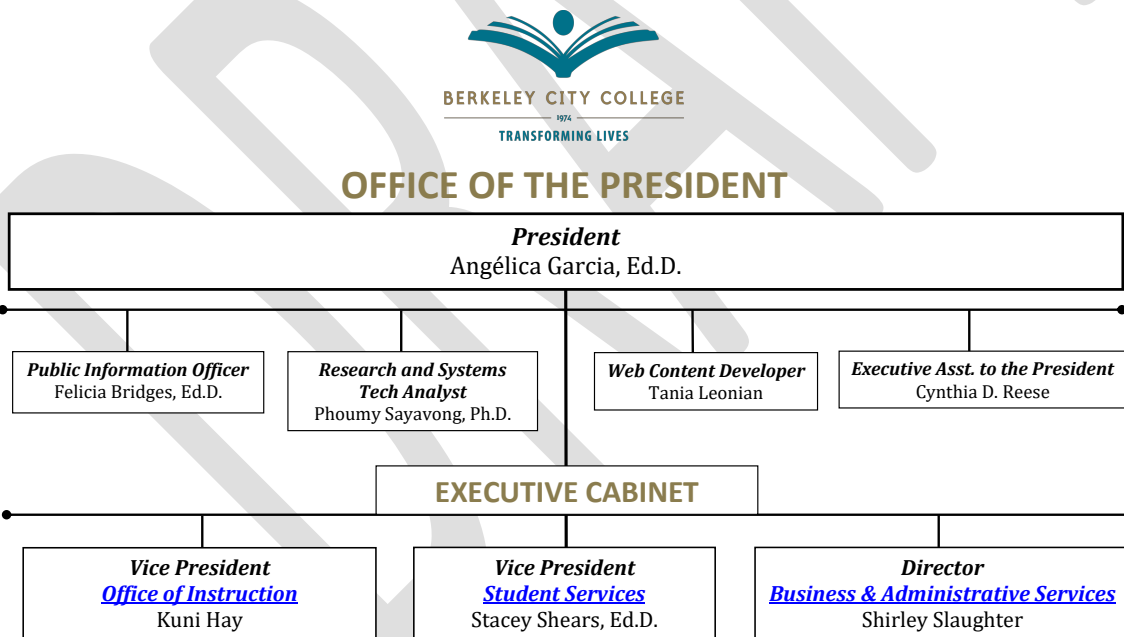 BERKELEY CITY COLLEGE
1974
TRANSFORMING LIVES
OFFICE OF THE PRESIDENT
President
Angélica Garcia, Ed.D.
Public Information Officer
Felicia Bridges, Ed.D.
Research and Systems
Tech Analyst
Phoumy Sayavong, Ph.D.
Web Content Developer
Tania Leonian
Executive Asst. to the President
Cynthia D. Reese
EXECUTIVE CABINET
Vice President
Office of Instruction
Kuni Hay
Vice President
Student Services
Stacey Shears, Ed.D.
Director
Business & Administrative Services
Shirley Slaughter